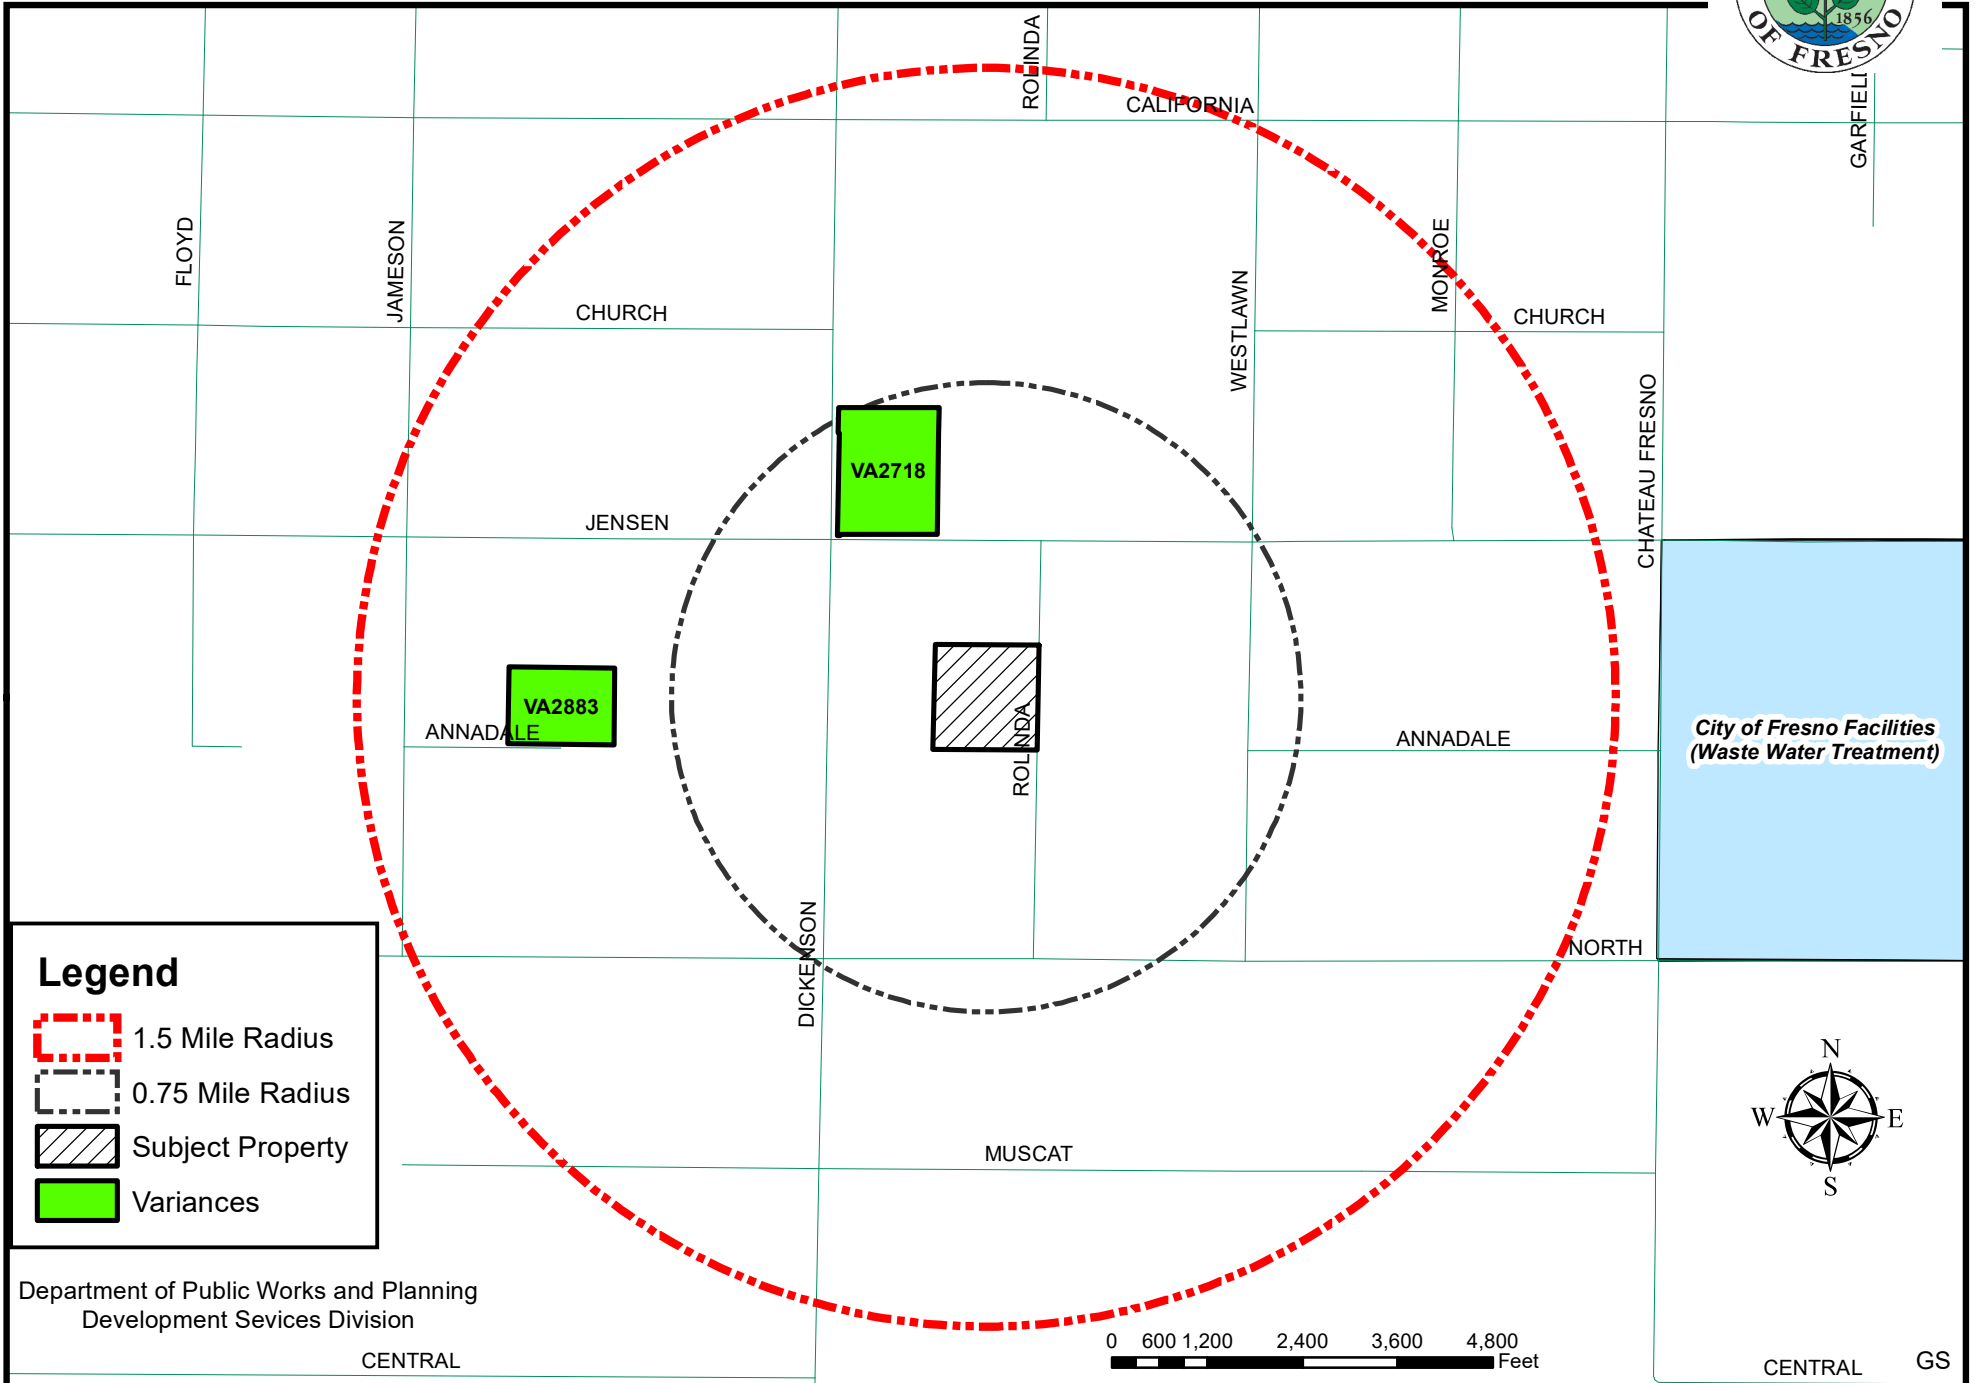 1856
OF FRESNO
ROLINDA
CALIFORNIA
FLOYD
JAMESON
CHURCH
WESTLAWN
MONROE
CHURCH
CHATEAU FRESNO
VA2718
JENSEN
VA2883
ANNADALE
ROLINDA
ANNADALE
City of Fresno Facilities
(Waste Water Treatment)
DICKENSON
NORTH
Legend
1.5 Mile Radius
0.75 Mile Radius
Subject Property
Variances
N
W
E
S
MUSCAT
Department of Public Works and Planning
Development Sevices Division
0 600 1,200 2,400 3,600 4,800
Feet
CENTRAL
CENTRAL
GS